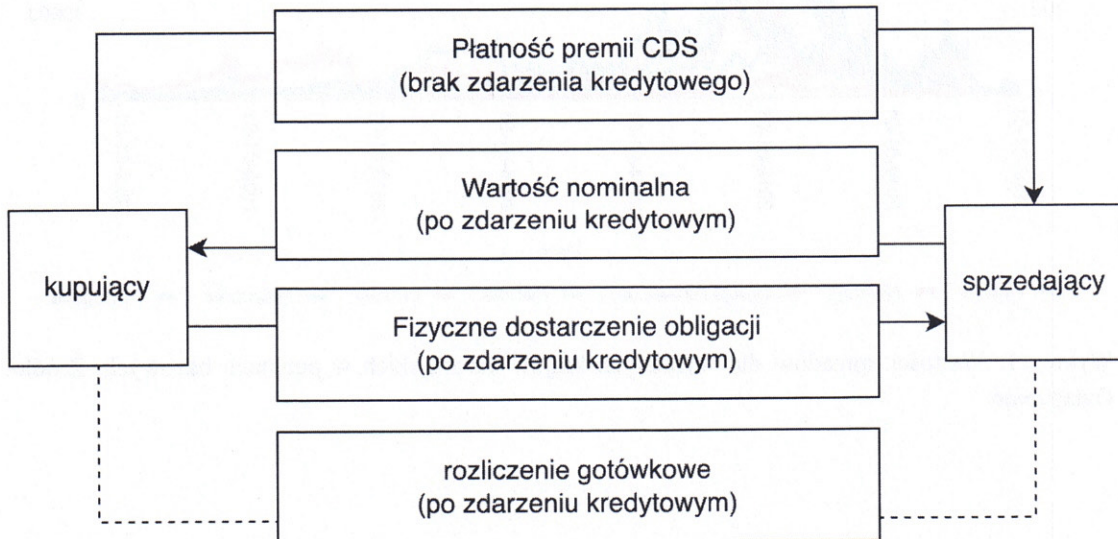 Płatność premii CDS
(brak zdarzenia kredytowego)
Wartość nominalna
(po zdarzeniu kredytowym)
kupujący
sprzedający
Fizyczne dostarczenie obligacji
(po zdarzeniu kredytowym)
rozliczenie gotówkowe
(po zdarzeniu kredytowym)